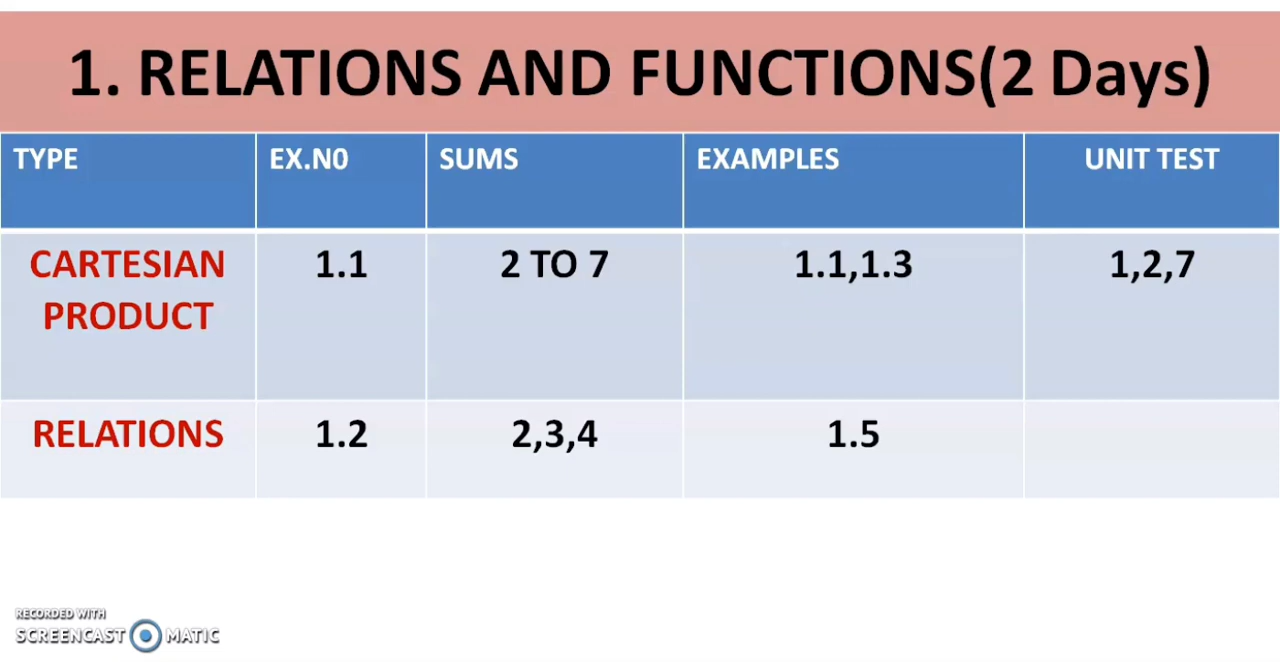 1. RELATIONS AND FUNCTIONS(2 Days)
TYPE EX.N0 SUMS EXAMPLES UNIT TEST
CARTESIAN PRODUCT 1.1 2 TO 7 1.1,1.3 1,2,7
RELATIONS 1.2 2,3,4 1.5
RECORDED WITH
SCREENCAST MATIC